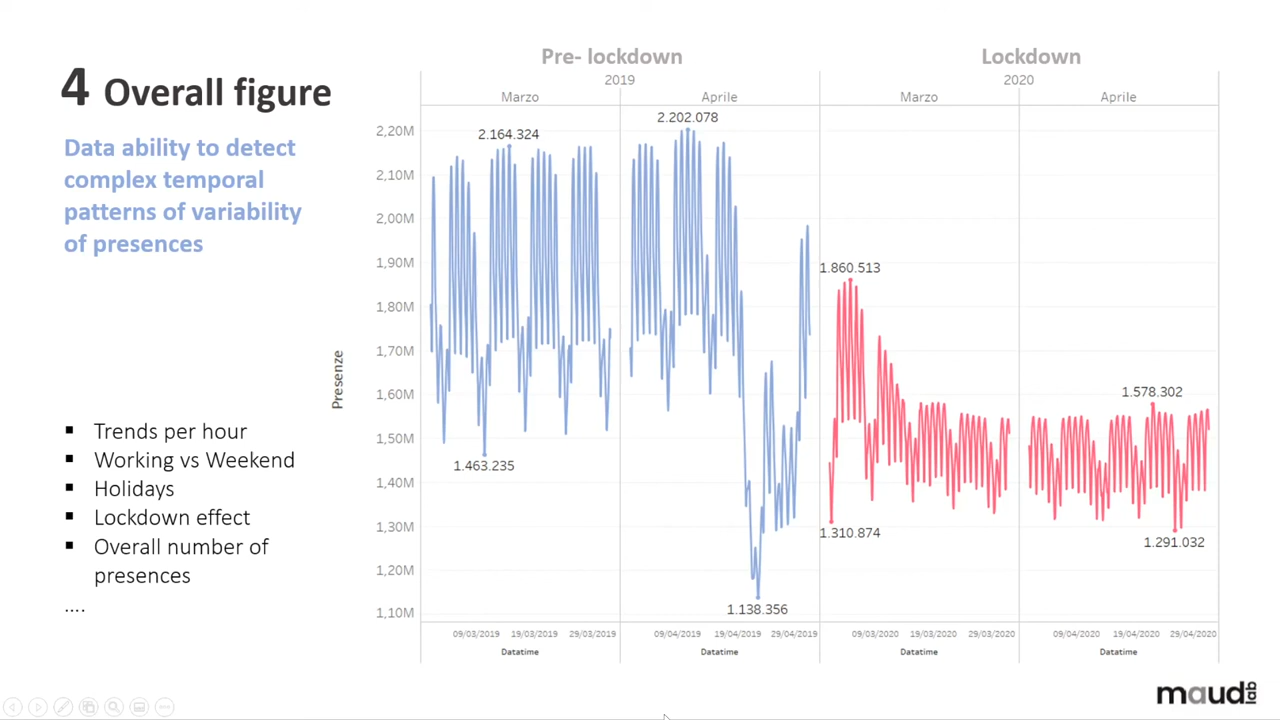 4 Overall figure
Data ability to detect
complex temporal
patterns of variability
of presences
▪ Trends per hour
▪ Working vs Weekend
▪ Holidays
▪ Lockdown effect
▪ Overall number of
presences
....
Pre- lockdown
Lockdown
2019
2020
Marzo
Aprile
Marzo
Aprile
Presenze
2,20M
2,10M
2,00M
1,90M
1,80M
1,70M
1,60M
1,50M
1,40M
1,30M
1,20M
1,10M
2.164.324
2.202.078
1.463.235
1.138.356
1.860.513
1.310.874
1.578.302
1.291.032
09/03/2019 19/03/2019 29/03/2019
09/04/2019 19/04/2019 29/04/2019
09/03/2020 19/03/2020 29/03/2020
09/04/2020 19/04/2020 29/04/2020
Datatime
Datatime
Datatime
Datatime
maud
lab